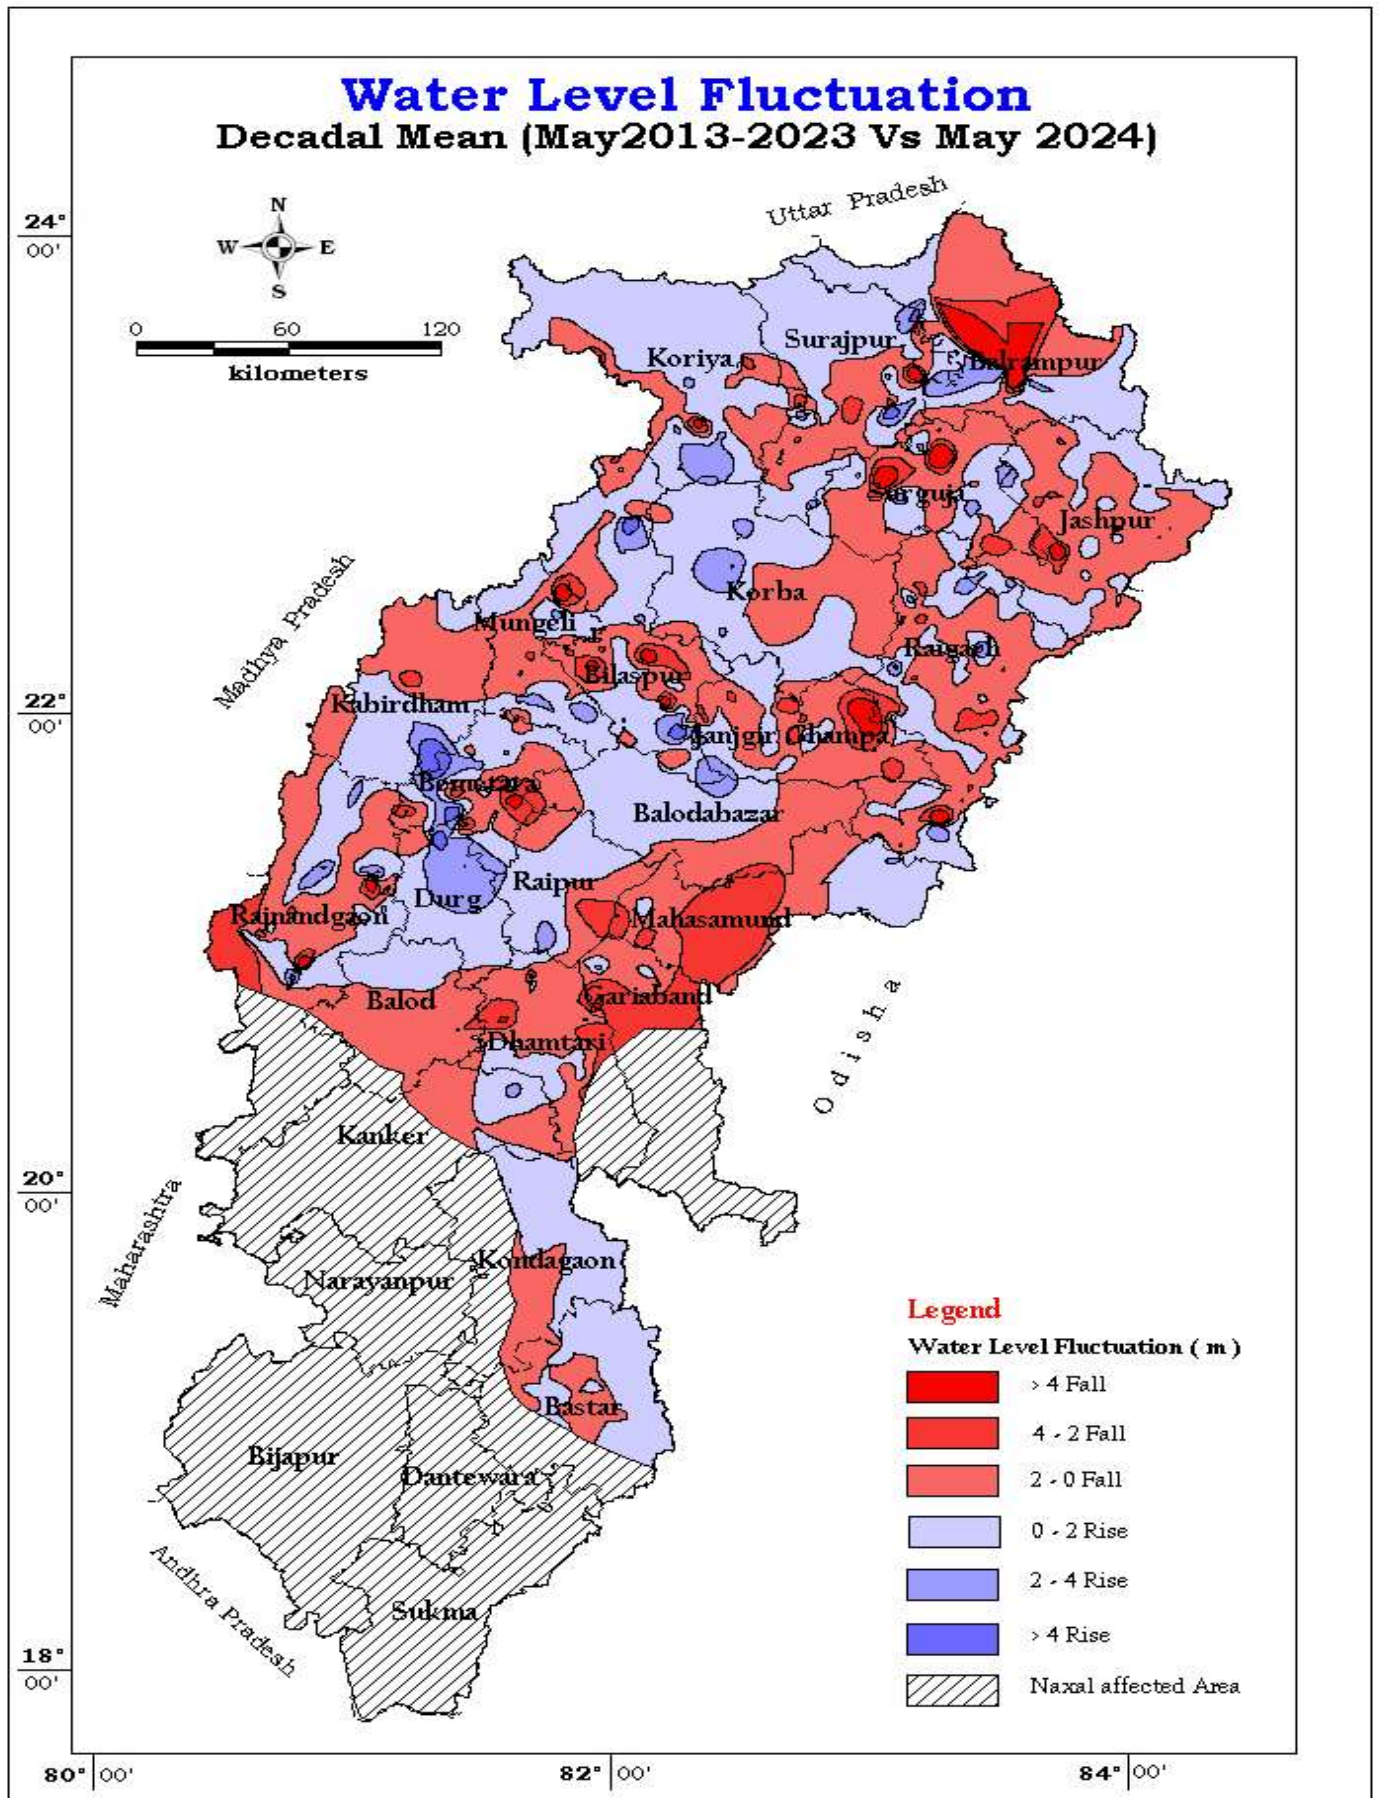 Water Level Fluctuation
Decadal Mean (May2013-2023 Vs May 2024)
Uttar Pradesh
N
W E
S
24°
00'
0 60 120
kilometers
Surajpur
Koriya
Balrampur
Surguja
Jashpur
Madhya Pradesh
Korba
Mungeli
Raigarh
Bilaspur
22°
00'
Kabirdham
Janjgir Champa
Bemetara
Balodabazar
Raipur
Durg
Rajnandgaon
Mahasamund
Gariaband
Balod
Dhamtari
Odisha
Kanker
20°
00'
Maharashtra
Kondagaon
Narayanpur
Bastar
Bijapur
Dantewara
Andhra Pradesh
Sukma
Legend
Water Level Fluctuation ( m )
> 4 Fall
4 - 2 Fall
2 - 0 Fall
0 - 2 Rise
2 - 4 Rise
> 4 Rise
Naxal affected Area
18°
00'
80° 00' 82° 00' 84° 00'